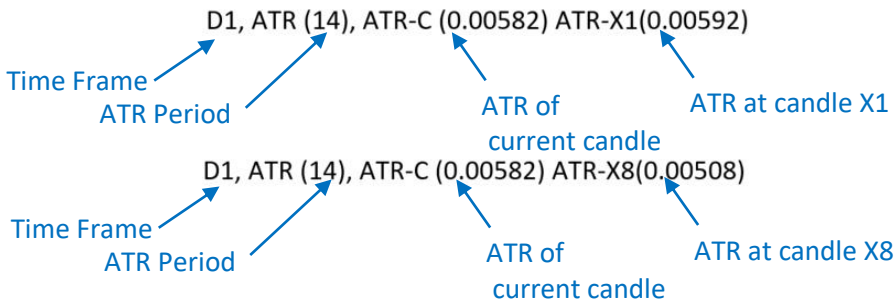 D1, ATR (14), ATR-C (0.00582) ATR-X1(0.00592)
Time Frame
ATR Period
ATR of
current candle
ATR at candle X1
D1, ATR (14), ATR-C (0.00582) ATR-X8(0.00508)
Time Frame
ATR Period
ATR of
current candle
ATR at candle X8